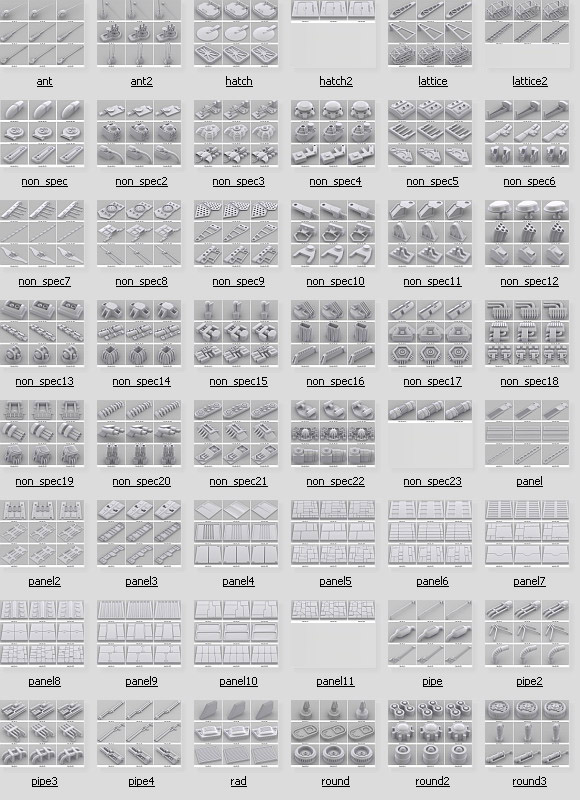 ant ant2 hatch hatch2 lattice lattice2
non_spec non_spec2 non_spec3 non_spec4 non_spec5 non_spec6
non_spec7 non_spec8 non_spec9 non_spec10 non_spec11 non_spec12
non_spec13 non_spec14 non_spec15 non_spec16 non_spec17 non_spec18
non_spec19 non_spec20 non_spec21 non_spec22 non_spec23 panel
panel2 panel3 panel4 panel5 panel6 panel7
panel8 panel9 panel10 panel11 pipe pipe2
pipe3 pipe4 rad round round2 round3